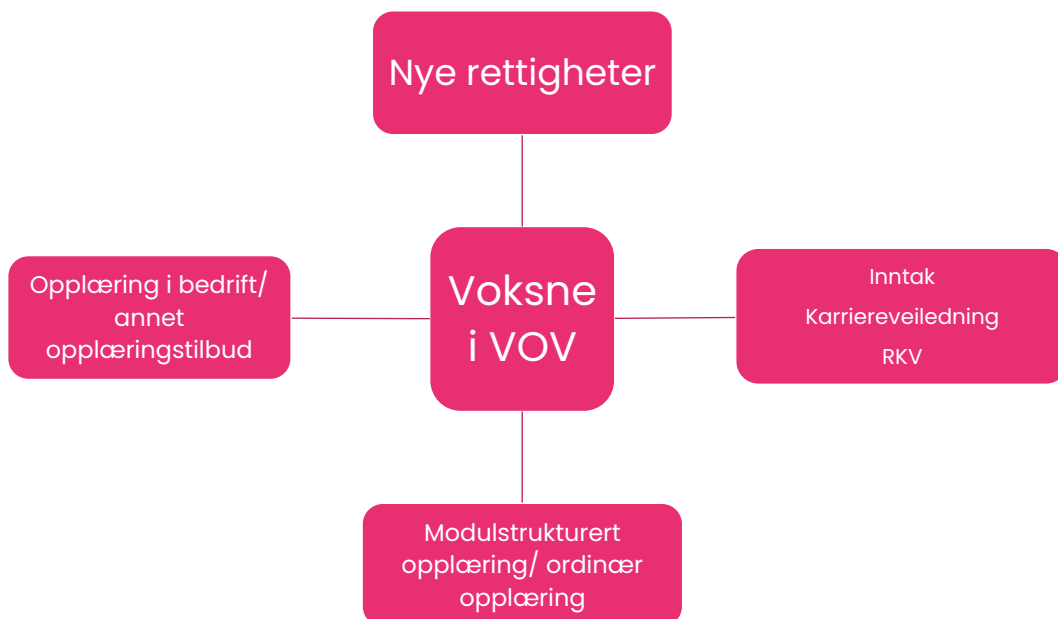 Nye rettigheter
Opplæring i bedrift/
annet
opplæringstilbud
Voksne
i VOV
Inntak
Karriereveiledning
RKV
Modulstrukturert
opplæring/ ordinær
opplæring